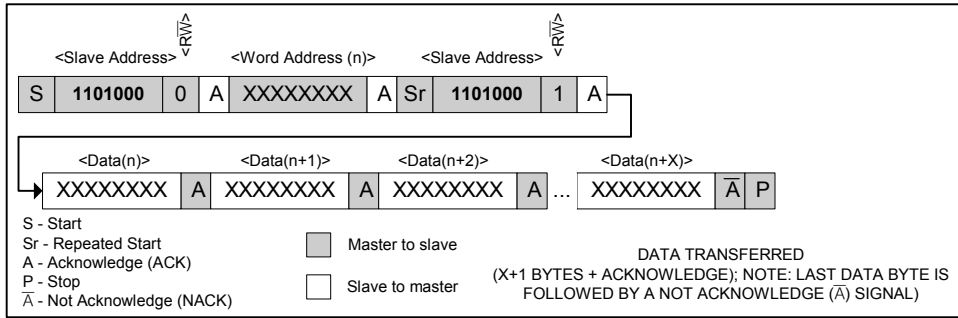 <Slave Address> <RW̅> <Word Address (n)> <Slave Address> <RW̅>
S 1101000 0 A XXXXXXXX A Sr 1101000 1 A
<Data(n)> <Data(n+1)> <Data(n+2)> <Data(n+X)>
XXXXXXXX A XXXXXXXX A XXXXXXXX A ... XXXXXXXX A̅ P
S - Start
Sr - Repeated Start
A - Acknowledge (ACK)
P - Stop
A̅ - Not Acknowledge (NACK)
Master to slave
Slave to master
DATA TRANSFERRED
(X+1 BYTES + ACKNOWLEDGE); NOTE: LAST DATA BYTE IS
FOLLOWED BY A NOT ACKNOWLEDGE (A̅) SIGNAL)